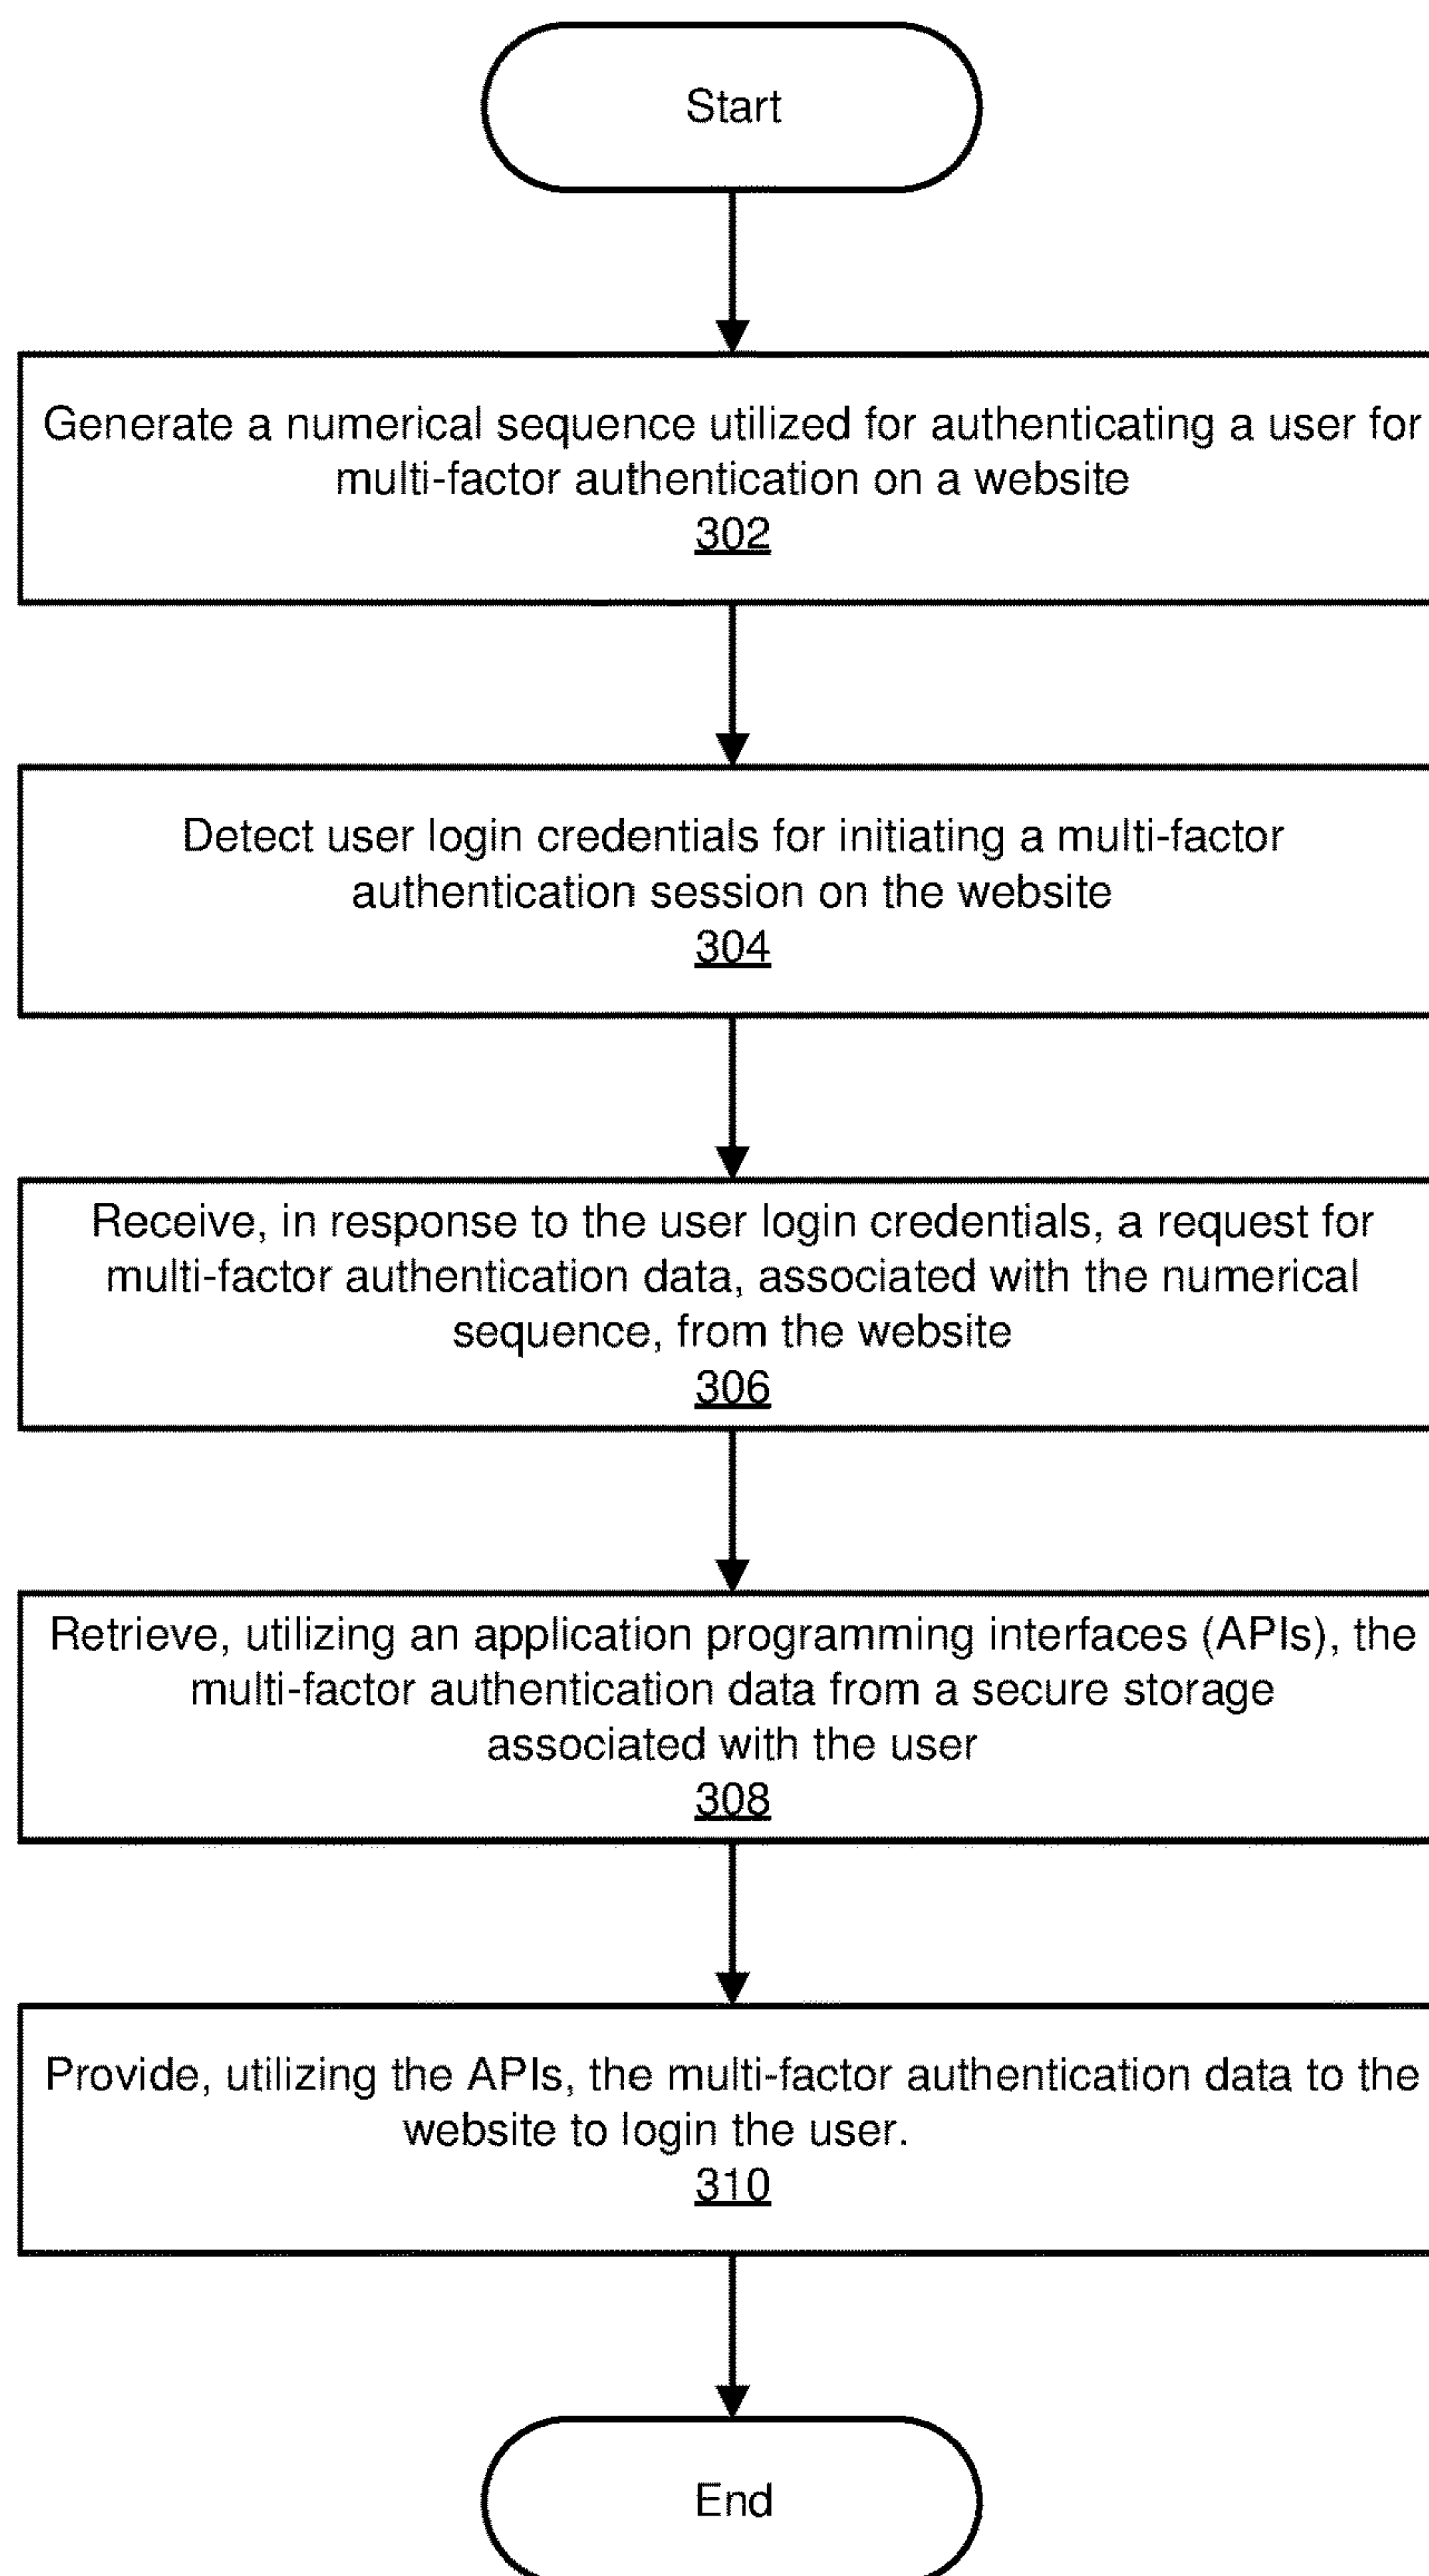 Start
Generate a numerical sequence utilized for authenticating a user for
multi-factor authentication on a website
302
Detect user login credentials for initiating a multi-factor
authentication session on the website
304
Receive, in response to the user login credentials, a request for
multi-factor authentication data, associated with the numerical
sequence, from the website
306
Retrieve, utilizing an application programming interfaces (APIs), the
multi-factor authentication data from a secure storage
associated with the user
308
Provide, utilizing the APIs, the multi-factor authentication data to the
website to login the user.
310
End